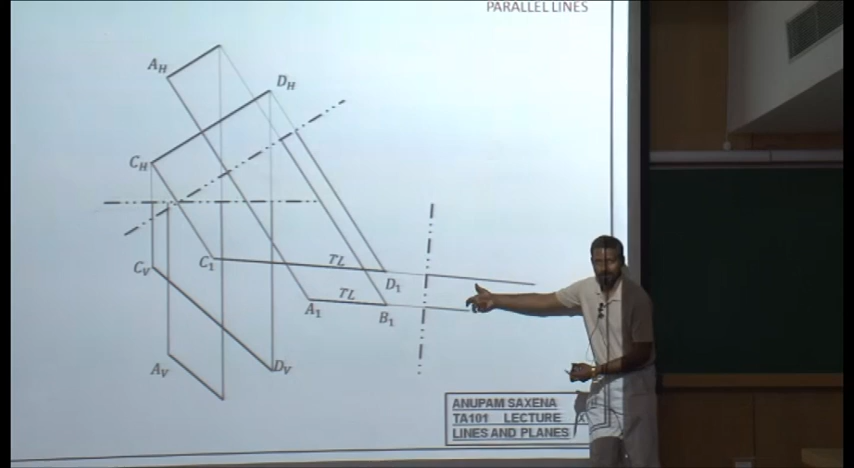 PARALLEL LINES
A_H
D_H
C_H
C_V
C_1
TL
D_1
TL
A_1
B_1
A_V
D_V
ANUPAM SAXENA
TA101 LECTURE
LINES AND PLANES